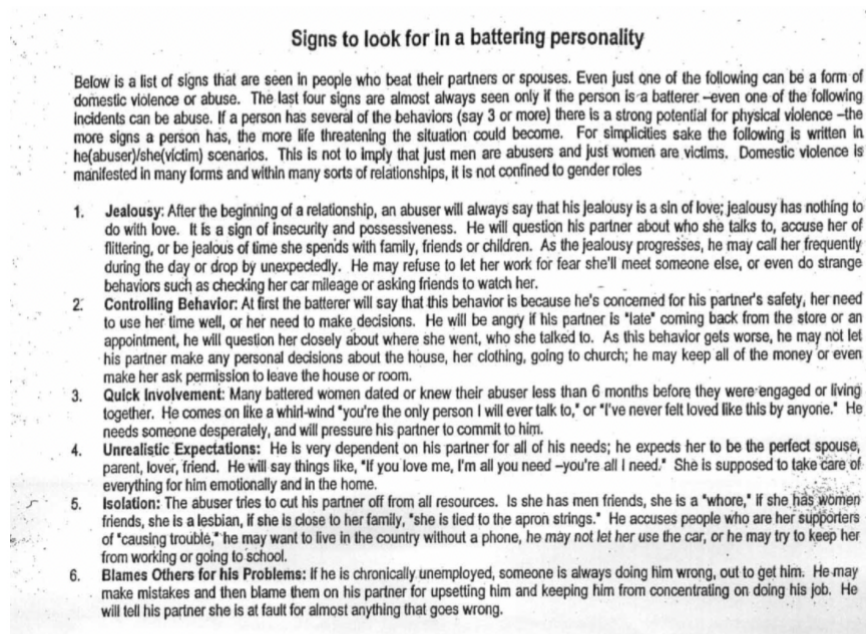 Signs to look for in a battering personality
Below is a list of signs that are seen in people who beat their partners or spouses. Even just one of the following can be a form of
domestic violence or abuse. The last four signs are almost always seen only if the person is a batterer –even one of the following
incidents can be abuse. If a person has several of the behaviors (say 3 or more) there is a strong potential for physical violence –the
more signs a person has, the more life threatening the situation could become. For simplicities sake the following is written in
he(abuser)/she(victim) scenarios. This is not to imply that just men are abusers and just women are victims. Domestic violence is
manifested in many forms and within many sorts of relationships, it is not confined to gender roles
1. Jealousy: After the beginning of a relationship, an abuser will always say that his jealousy is a sin of love; jealousy has nothing to
do with love. It is a sign of insecurity and possessiveness. He will question his partner about who she talks to, accuse her of
flittering, or be jealous of time she spends with family, friends or children. As the jealousy progresses, he may call her frequently
during the day or drop by unexpectedly. He may refuse to let her work for fear she'll meet someone else, or even do strange
behaviors such as checking her car mileage or asking friends to watch her.
2. Controlling Behavior: At first the batterer will say that this behavior is because he's concerned for his partner's safety, her need
to use her time well, or her need to make decisions. He will be angry if his partner is "late" coming back from the store or an
appointment, he will question her closely about where she went, who she talked to. As this behavior gets worse, he may not let
his partner make any personal decisions about the house, her clothing, going to church; he may keep all of the money or even
make her ask permission to leave the house or room.
3. Quick Involvement: Many battered women dated or knew their abuser less than 6 months before they were engaged or living
together. He comes on like a whirl-wind "you're the only person I will ever talk to," or "I've never felt loved like this by anyone." He
needs someone desperately, and will pressure his partner to commit to him.
4. Unrealistic Expectations: He is very dependent on his partner for all of his needs; he expects her to be the perfect spouse,
parent, lover, friend. He will say things like, "If you love me, I'm all you need –you're all I need." She is supposed to take care of
everything for him emotionally and in the home.
5. Isolation: The abuser tries to cut his partner off from all resources. Is she has men friends, she is a "whore," if she has women
friends, she is a lesbian, if she is close to her family, "she is tied to the apron strings." He accuses people who are her supporters
of "causing trouble," he may want to live in the country without a phone, he may not let her use the car, or he may try to keep her
from working or going to school.
6. Blames Others for his Problems: If he is chronically unemployed, someone is always doing him wrong, out to get him. He may
make mistakes and then blame them on his partner for upsetting him and keeping him from concentrating on doing his job. He
will tell his partner she is at fault for almost anything that goes wrong.